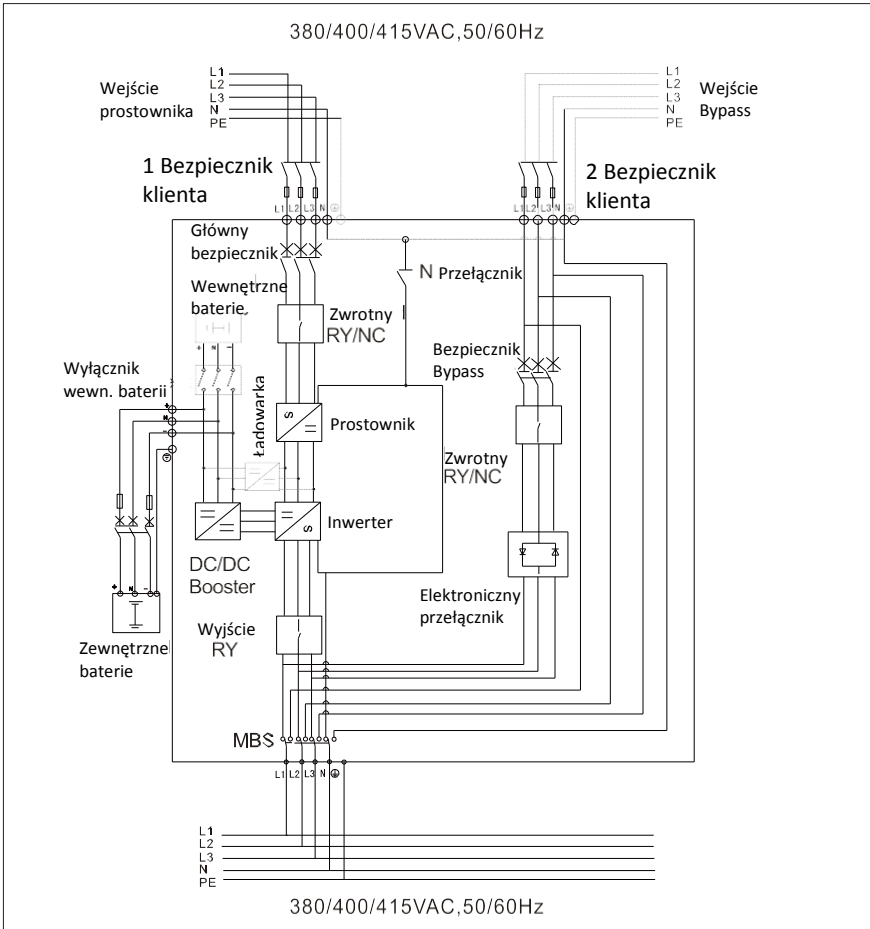 380/400/415VAC,50/60Hz
L1
L2
L3
N
PE
Wejście
prostownika
L1
L2
L3
N
PE
Wejście
Bypass
1 Bezpiecznik
klienta
2 Bezpiecznik
klienta
L1 L2 L3 N
L1 L2 L3 N
Główny
bezpiecznik
N Przełącznik
Wewnętrzne
baterie
+ N −
Zwrotny
RY/NC
Bezpiecznik
Bypass
Wyłącznik
wewn. baterii
+
N
−
Ładowarka
S
Prostownik
Zwrotny
RY/NC
Inwerter
S
DC/DC
Booster
Elektroniczny
przełącznik
+ N −
Zewnętrzne
baterie
Wyjście
RY
MBS
L1 L2 L3 N
L1
L2
L3
N
PE
380/400/415VAC,50/60Hz